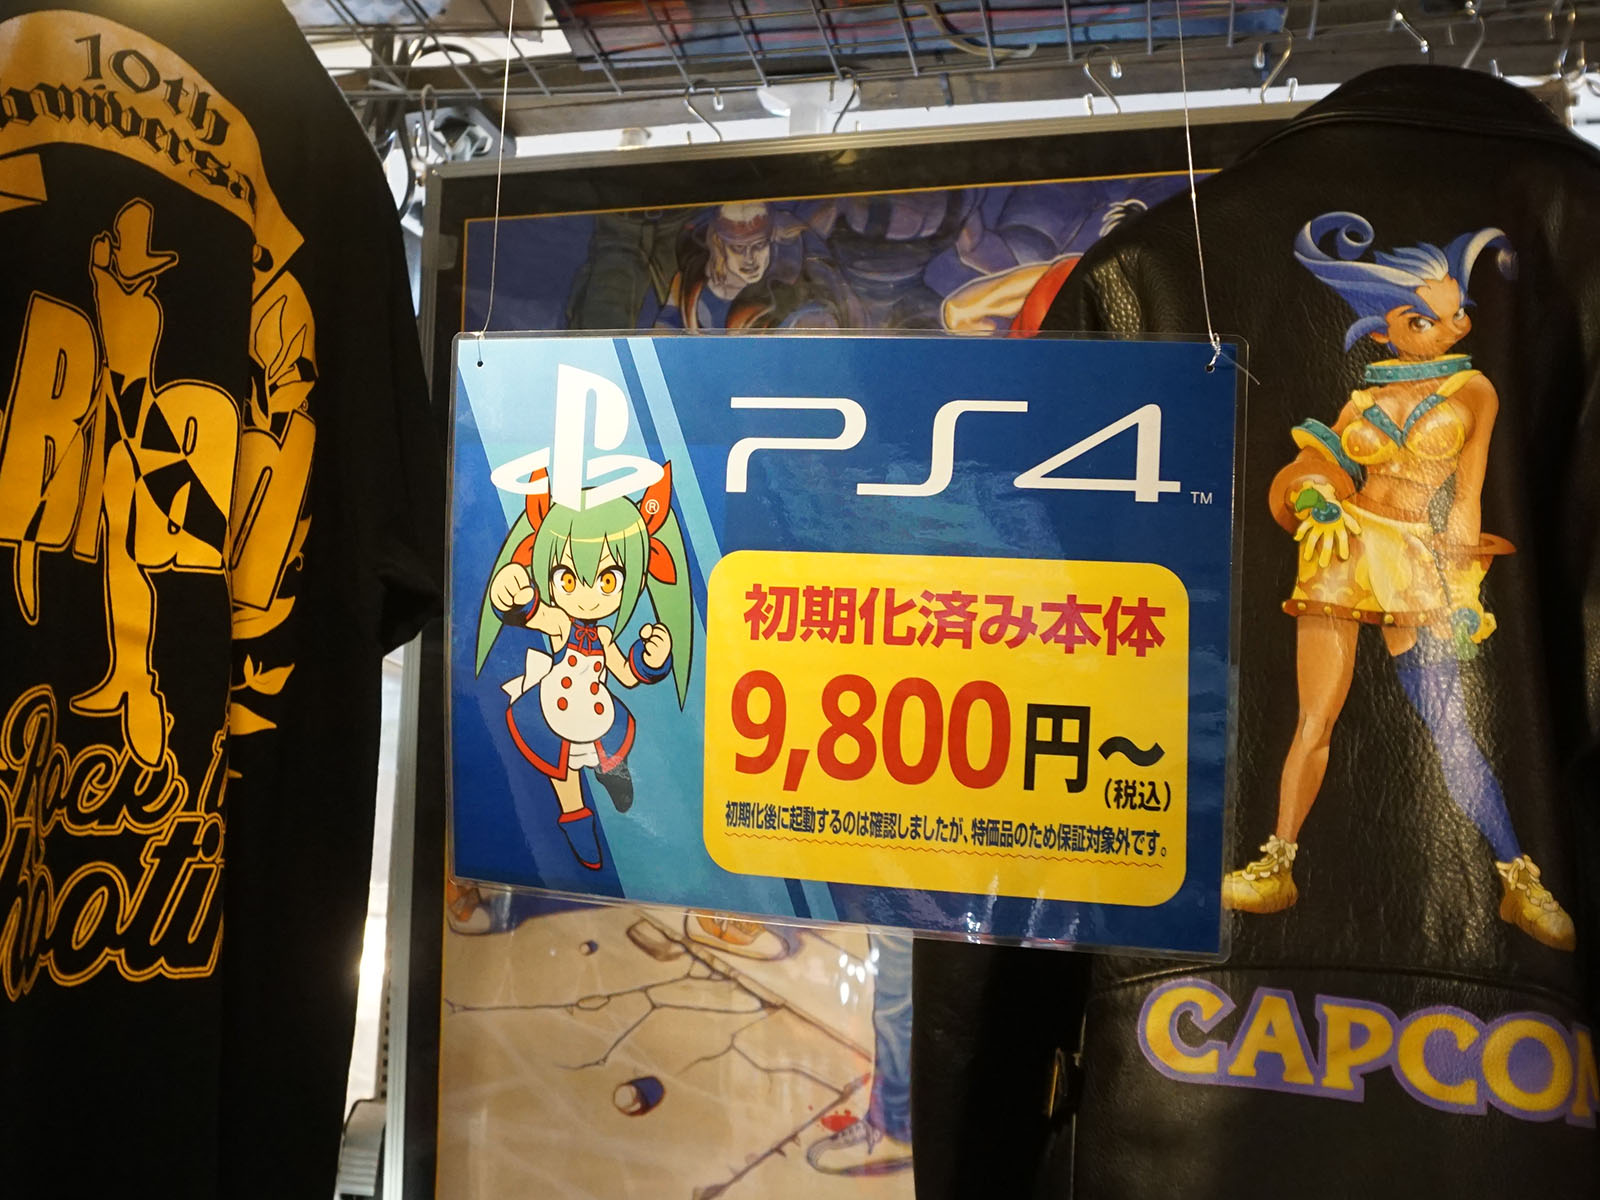 10th
PS4
TM
®
初期化済み本体
9,800円～
(税込)
初期化後に起動するのは確認しましたが、特価品のため保証対象外です。
Rock
CAPCOM